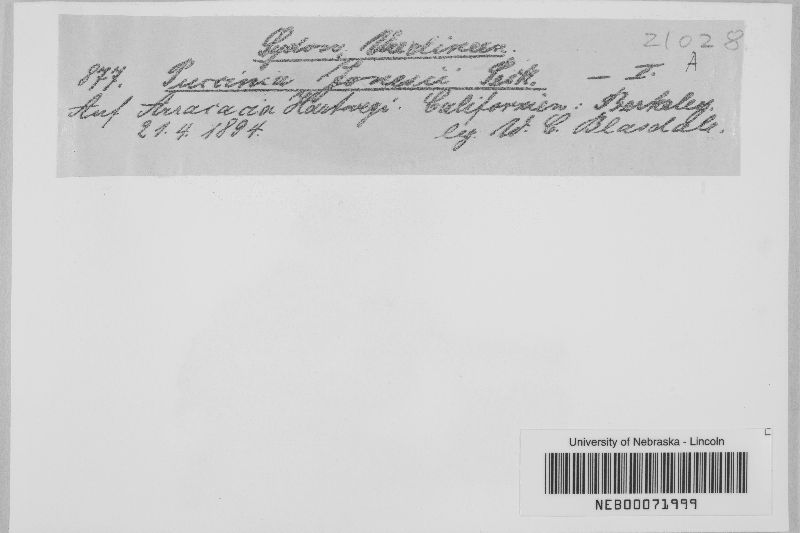 Sydow, Uredineen.
21028
A
877. Puccinia Jonesii Peck. — I.
Auf Arracacia Hartwegi. Californien: Berkeley.
21.4.1894. leg. W. C. Blasdale.
University of Nebraska - Lincoln
NEB00071999